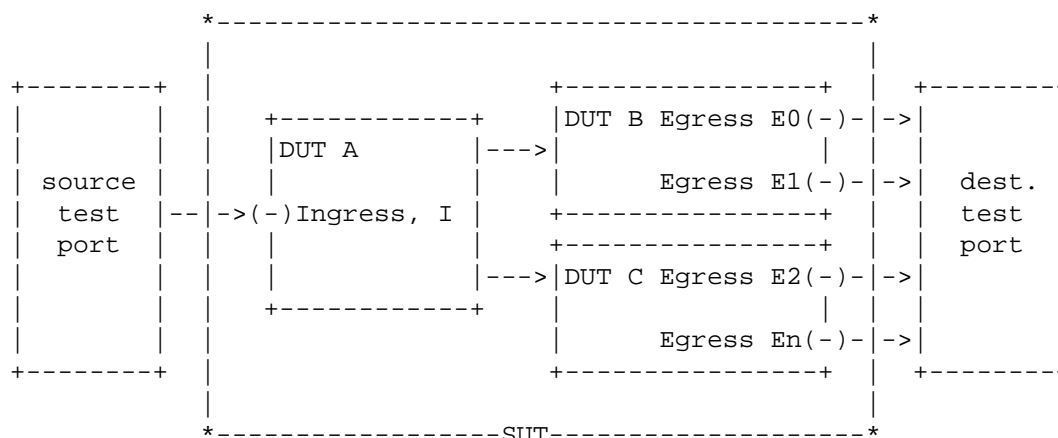 *----------------------------------------*
|                                        |
+--------+  |                     +----------------+  |  +--------
|        |  |   +------------+    |DUT B Egress E0(-)-|->|
|        |  |   |DUT A       |--->|                |  |  |
| source |  |   |            |    |      Egress E1(-)-|->|  dest.
|  test  |--|->(-)Ingress, I |    +----------------+  |  |  test
|  port  |  |   |            |    +----------------+  |  |  port
|        |  |   |            |--->|DUT C Egress E2(-)-|->|
|        |  |   +------------+    |                |  |  |
|        |  |                     |      Egress En(-)-|->|
+--------+  |                     +----------------+  |  +--------
|                                        |
*------------------SUT-------------------*